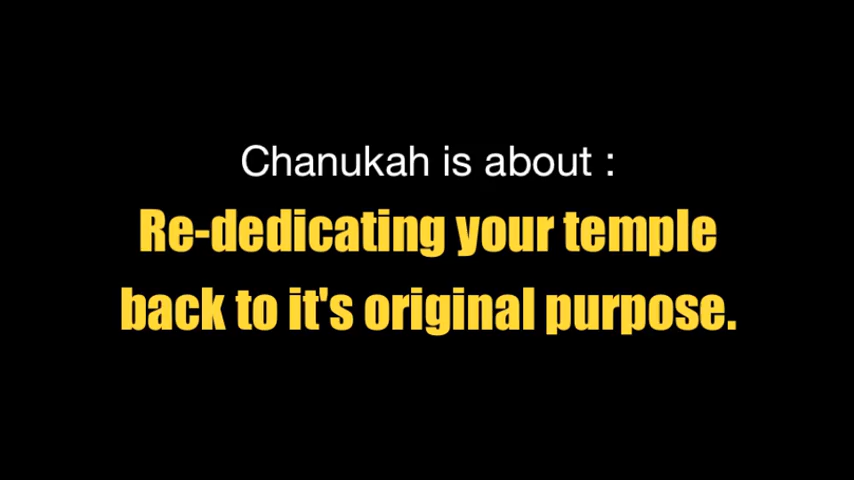 Chanukah is about :
Re-dedicating your temple
back to it's original purpose.